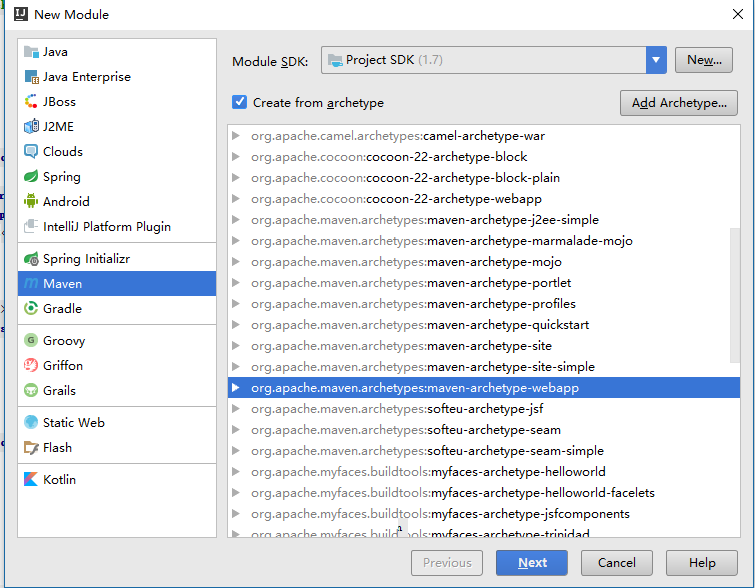 New Module
Java
Java Enterprise
JBoss
J2ME
Clouds
Spring
Android
IntelliJ Platform Plugin
Spring Initializr
Maven
Gradle
Groovy
Griffon
Grails
Static Web
Flash
Kotlin
Module SDK:
Project SDK (1.7)
New...
Create from archetype
Add Archetype...
org.apache.camel.archetypes:camel-archetype-war
org.apache.cocoon:cocoon-22-archetype-block
org.apache.cocoon:cocoon-22-archetype-block-plain
org.apache.cocoon:cocoon-22-archetype-webapp
org.apache.maven.archetypes:maven-archetype-j2ee-simple
org.apache.maven.archetypes:maven-archetype-marmalade-mojo
org.apache.maven.archetypes:maven-archetype-mojo
org.apache.maven.archetypes:maven-archetype-portlet
org.apache.maven.archetypes:maven-archetype-profiles
org.apache.maven.archetypes:maven-archetype-quickstart
org.apache.maven.archetypes:maven-archetype-site
org.apache.maven.archetypes:maven-archetype-site-simple
org.apache.maven.archetypes:maven-archetype-webapp
org.apache.maven.archetypes:softeu-archetype-jsf
org.apache.maven.archetypes:softeu-archetype-seam
org.apache.maven.archetypes:softeu-archetype-seam-simple
org.apache.myfaces.buildtools:myfaces-archetype-helloworld
org.apache.myfaces.buildtools:myfaces-archetype-helloworld-facelets
org.apache.myfaces.buildtools:myfaces-archetype-jsfcomponents
org.apache.myfaces.buildtools:myfaces-archetype-trinidad
Previous
Next
Cancel
Help